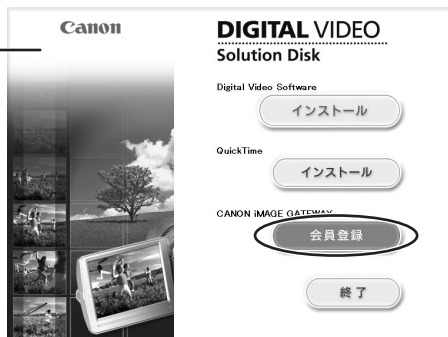 Canon
DIGITAL VIDEO
Solution Disk
Digital Video Software
インストール
QuickTime
インストール
CANON iMAGE GATEWAY
会員登録
終了